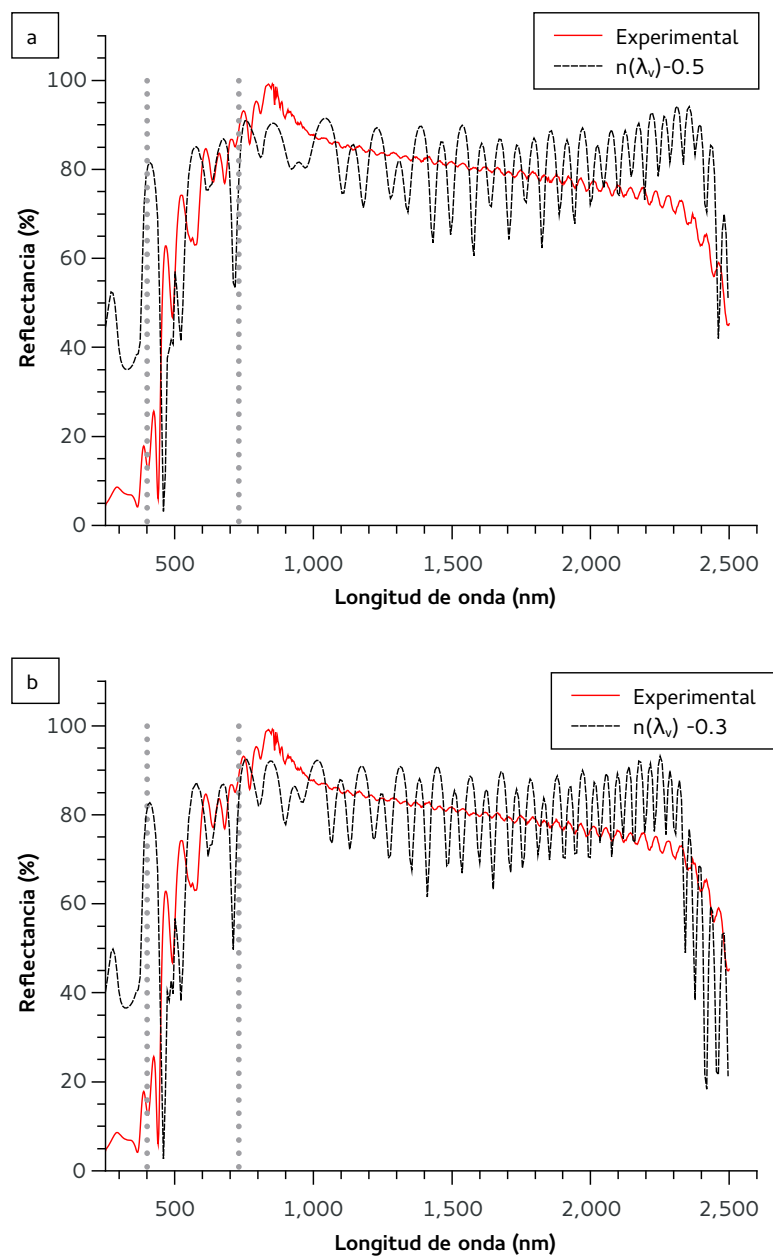 a
Experimental
n(λᵥ)-0.5
100
80
60
40
20
0
Reflectancia (%)
500 1,000 1,500 2,000 2,500
Longitud de onda (nm)
b
Experimental
n(λᵥ) -0.3
100
80
60
40
20
0
Reflectancia (%)
500 1,000 1,500 2,000 2,500
Longitud de onda (nm)